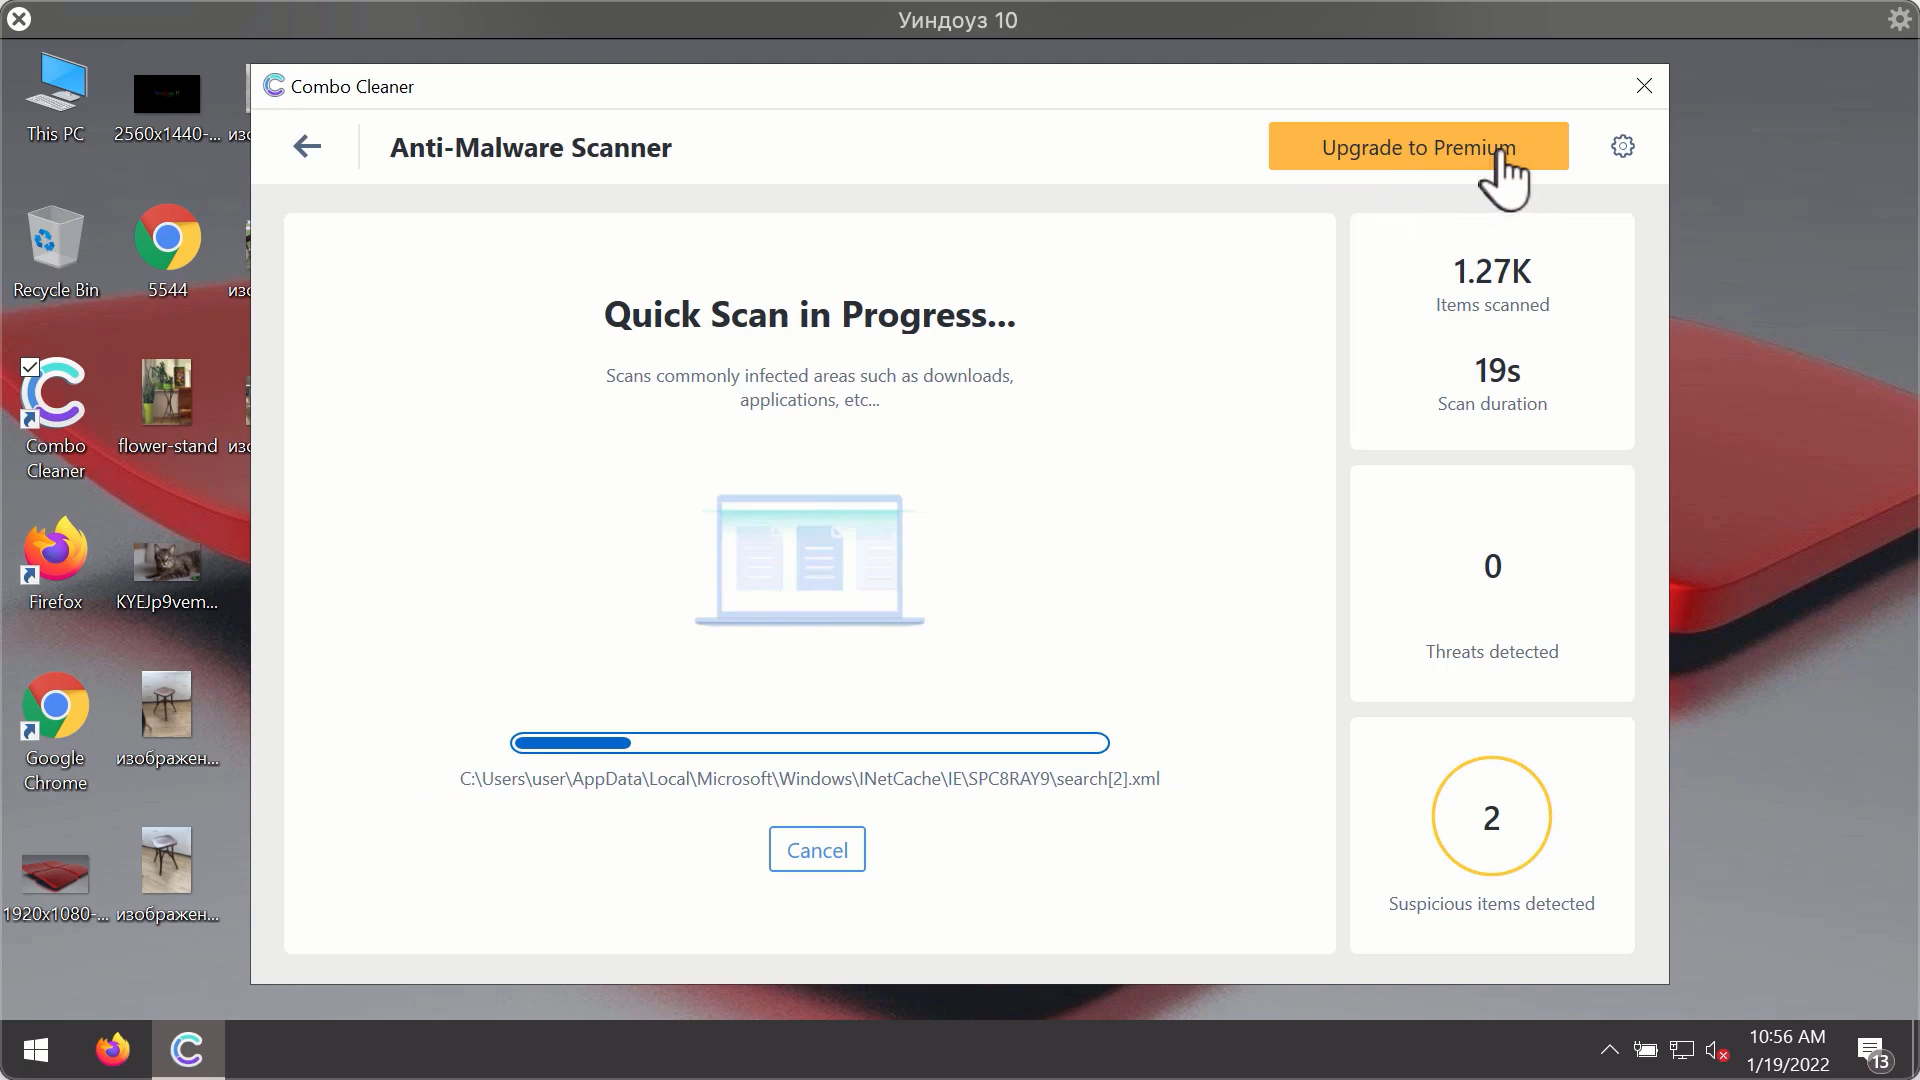 Уиндоуз 10
This PC
2560x1440-...
Combo Cleaner
Anti-Malware Scanner
Upgrade to Premium
Recycle Bin
5544
Quick Scan in Progress...
Scans commonly infected areas such as downloads,
applications, etc...
1.27K
Items scanned
19s
Scan duration
Combo
Cleaner
flower-stand
0
Threats detected
Firefox
KYEJp9vem...
Google
Chrome
изображен...
C:\Users\user\AppData\Local\Microsoft\Windows\INetCache\IE\SPC8RAY9\search[2].xml
Cancel
2
Suspicious items detected
1920x1080-...
изображен...
10:56 AM
1/19/2022
13